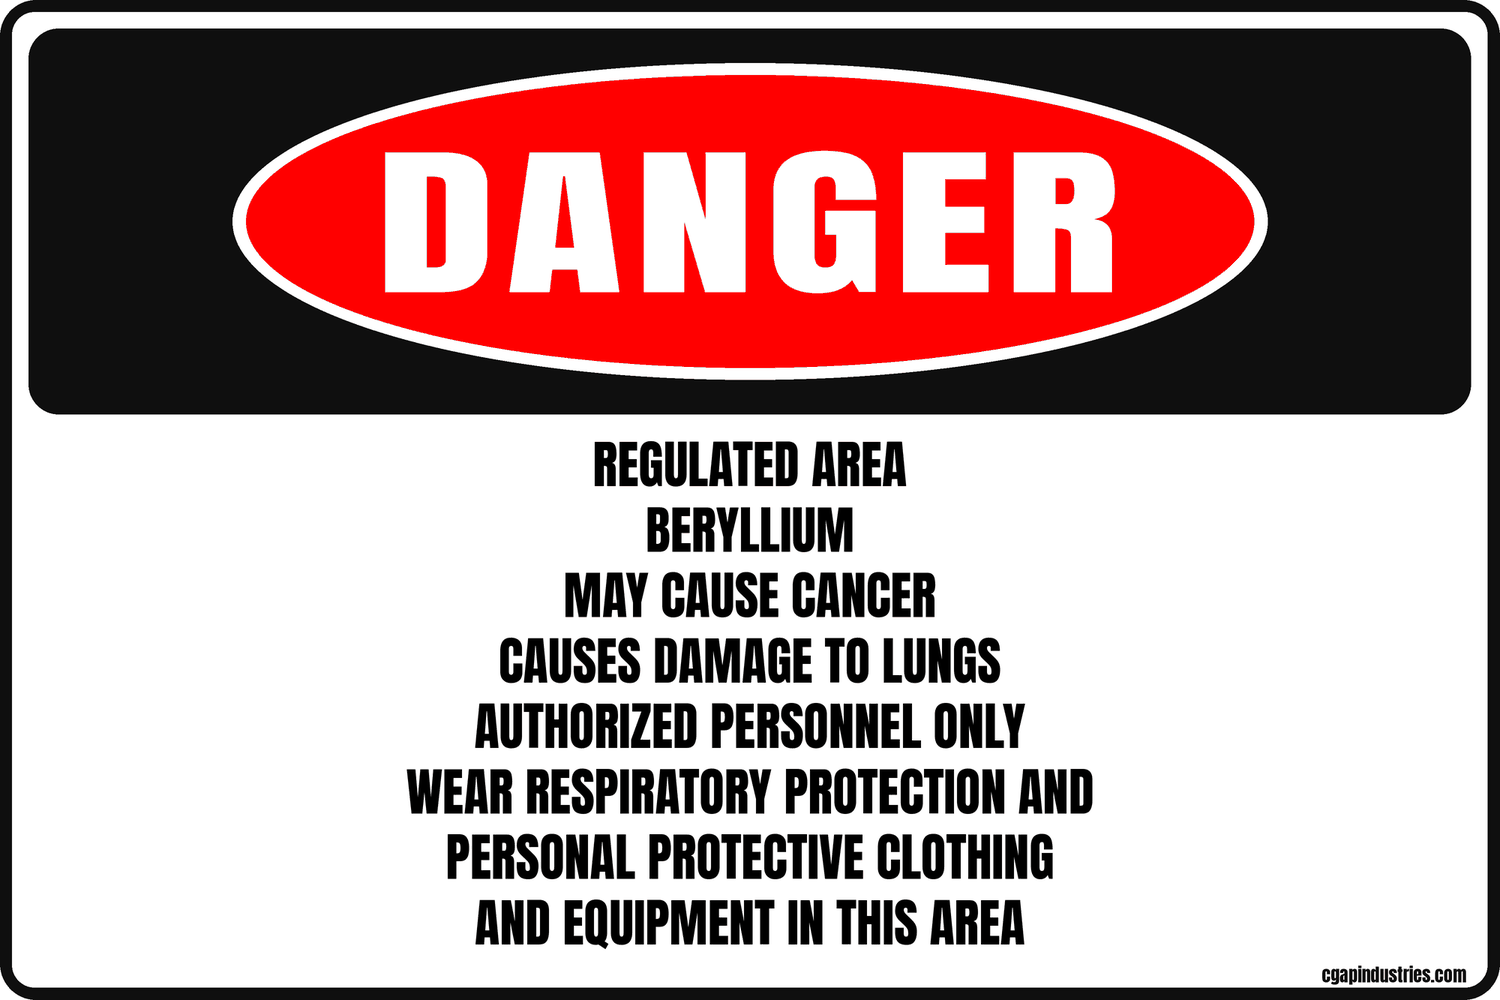 DANGER
REGULATED AREA
BERYLLIUM
MAY CAUSE CANCER
CAUSES DAMAGE TO LUNGS
AUTHORIZED PERSONNEL ONLY
WEAR RESPIRATORY PROTECTION AND
PERSONAL PROTECTIVE CLOTHING
AND EQUIPMENT IN THIS AREA
cgapindustries.com